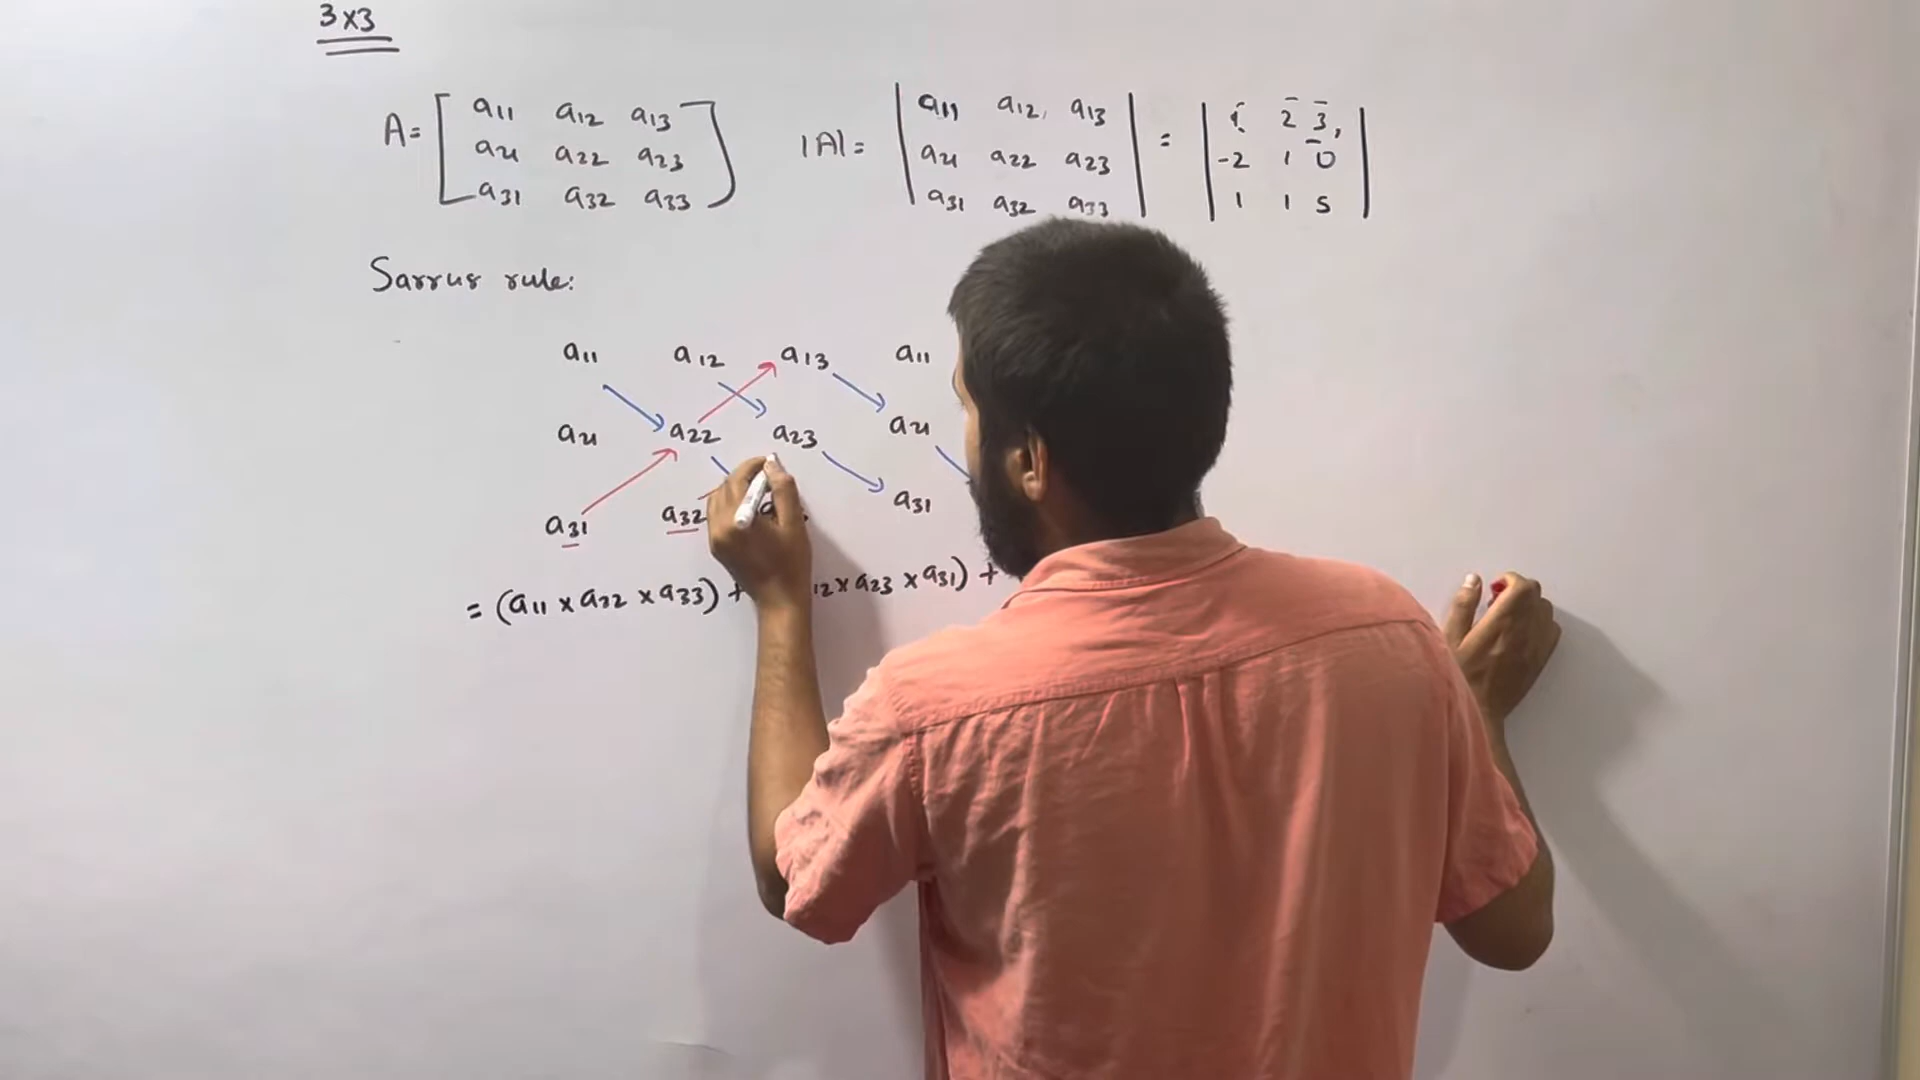 3x3
A= [ a11 a12 a13
a21 a22 a23
a31 a32 a33 ]
|A| = | a11 a12, a13 | = | 1 2 3, |
a21 a22 a23 -2 1 0
a31 a32 a33 1 1 5
Sarrus rule:
a11 a12 a13 a11
a21 a22 a23 a21
a31 a32 a31
= (a11 x a22 x a33) + 12 x a23 x a31) +